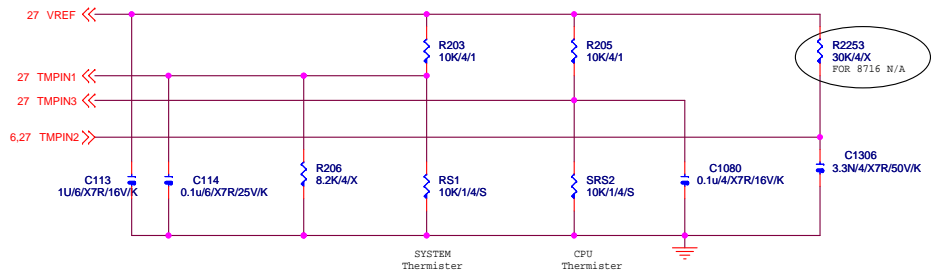 27 VREF
R203
10K/4/1
R205
10K/4/1
R2253
30K/4/X
FOR 8716 N/A
27 TMPIN1
27 TMPIN3
6,27 TMPIN2
C113
1U/6/X7R/16V/K
C114
0.1u/6/X7R/25V/K
R206
8.2K/4/X
RS1
10K/1/4/S
SRS2
10K/1/4/S
C1080
0.1u/4/X7R/16V/K
C1306
3.3N/4/X7R/50V/K
SYSTEM
Thermister
CPU
Thermister